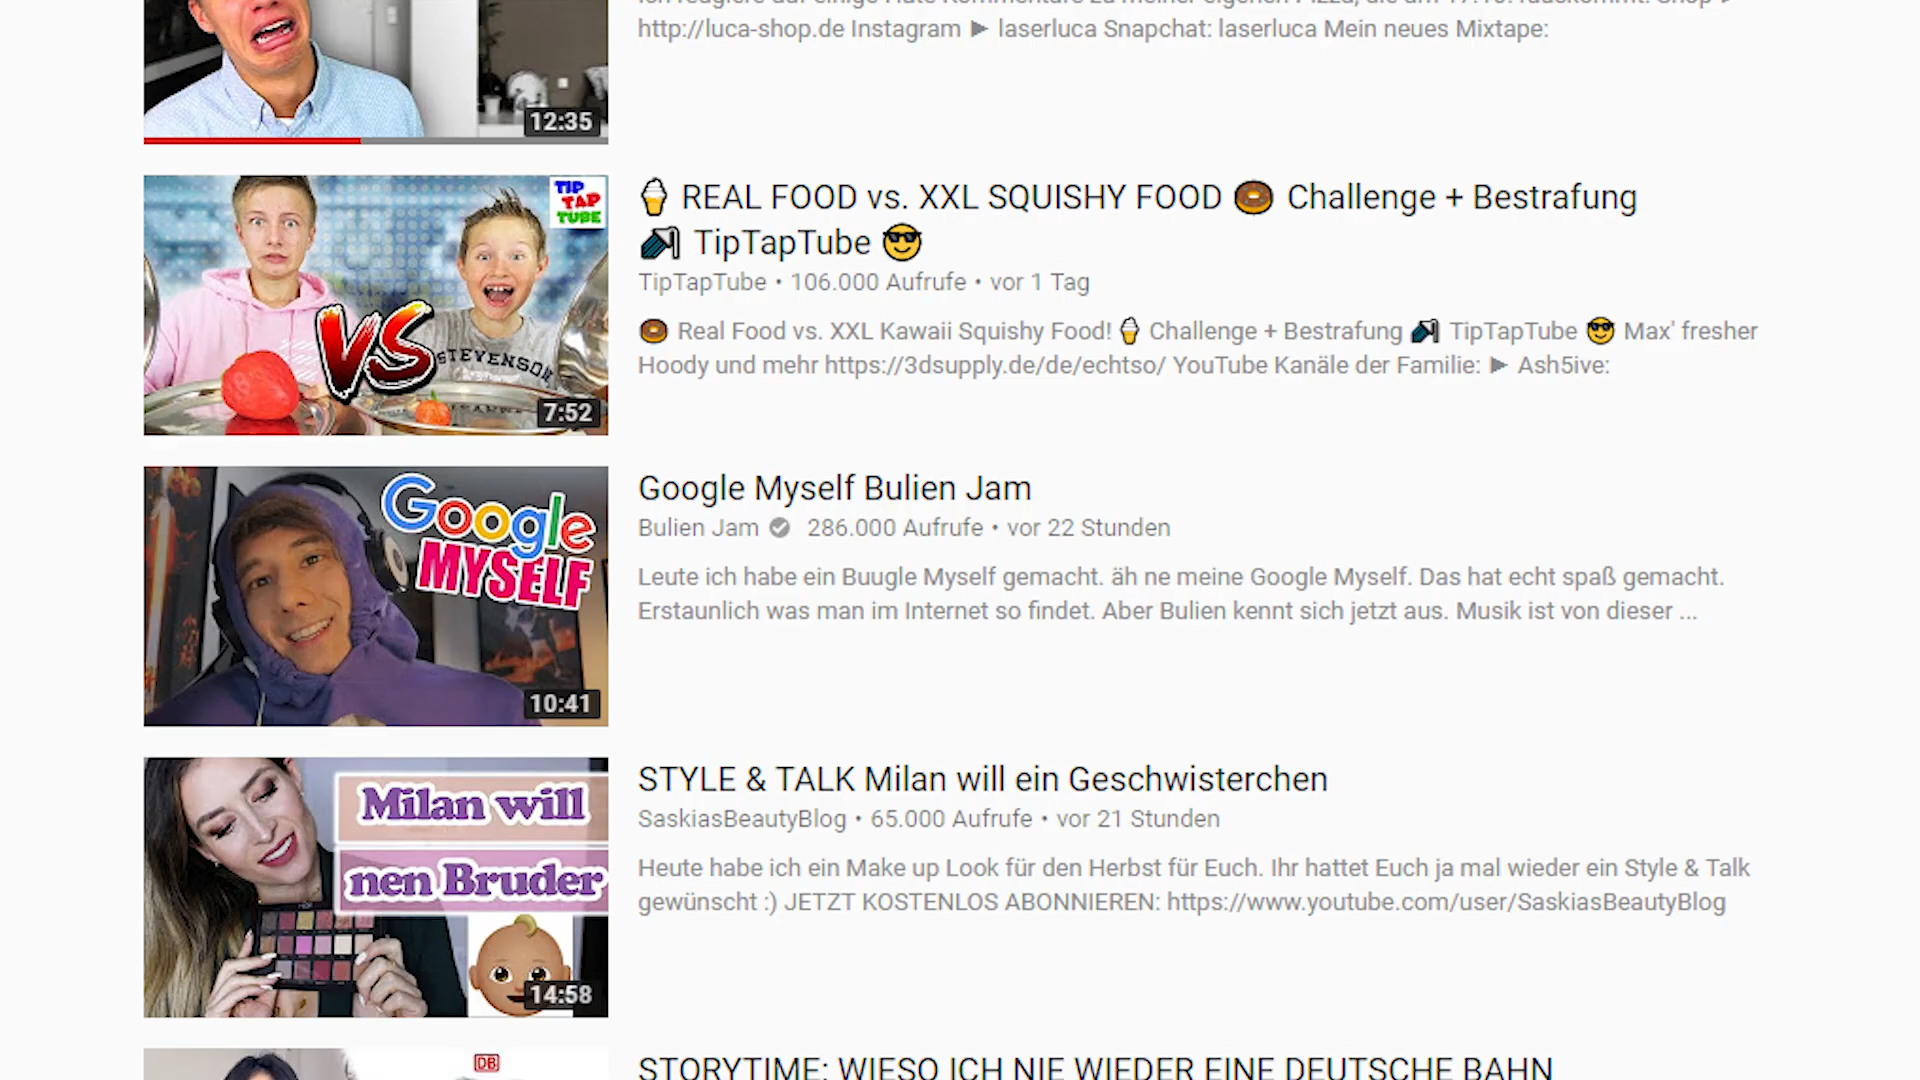 http://luca-shop.de Instagram ► laserluca Snapchat: laserluca Mein neues Mixtape:
12:35
TIP
TAP
TUBE
VS
STEVENSON
7:52
🍦 REAL FOOD vs. XXL SQUISHY FOOD 🍩 Challenge + Bestrafung
TipTapTube 😎
TipTapTube • 106.000 Aufrufe • vor 1 Tag
🍩 Real Food vs. XXL Kawaii Squishy Food! 🍦 Challenge + Bestrafung TipTapTube 😎 Max' fresher
Hoody und mehr https://3dsupply.de/de/echtso/ YouTube Kanäle der Familie: ► Ash5ive:
Google
MYSELF
10:41
Google Myself Bulien Jam
Bulien Jam 286.000 Aufrufe • vor 22 Stunden
Leute ich habe ein Buugle Myself gemacht. äh ne meine Google Myself. Das hat echt spaß gemacht.
Erstaunlich was man im Internet so findet. Aber Bulien kennt sich jetzt aus. Musik ist von dieser ...
Milan will
nen Bruder
14:58
STYLE & TALK Milan will ein Geschwisterchen
SaskiasBeautyBlog • 65.000 Aufrufe • vor 21 Stunden
Heute habe ich ein Make up Look für den Herbst für Euch. Ihr hattet Euch ja mal wieder ein Style & Talk
gewünscht :) JETZT KOSTENLOS ABONNIEREN: https://www.youtube.com/user/SaskiasBeautyBlog
DB
STORYTIME: WIESO ICH NIE WIEDER EINE DEUTSCHE BAHN